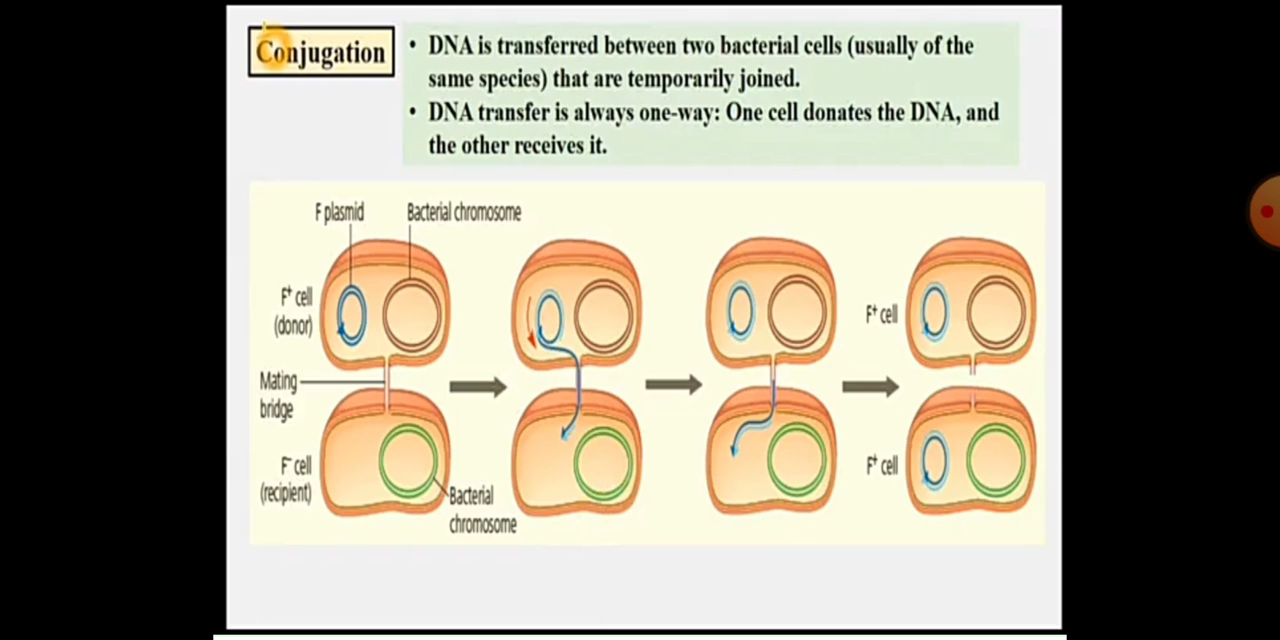 Conjugation
• DNA is transferred between two bacterial cells (usually of the
same species) that are temporarily joined.
• DNA transfer is always one-way: One cell donates the DNA, and
the other receives it.
F plasmid
Bacterial chromosome
F⁺ cell
(donor)
Mating
bridge
F⁻ cell
(recipient)
Bacterial
chromosome
F⁺ cell
F⁺ cell